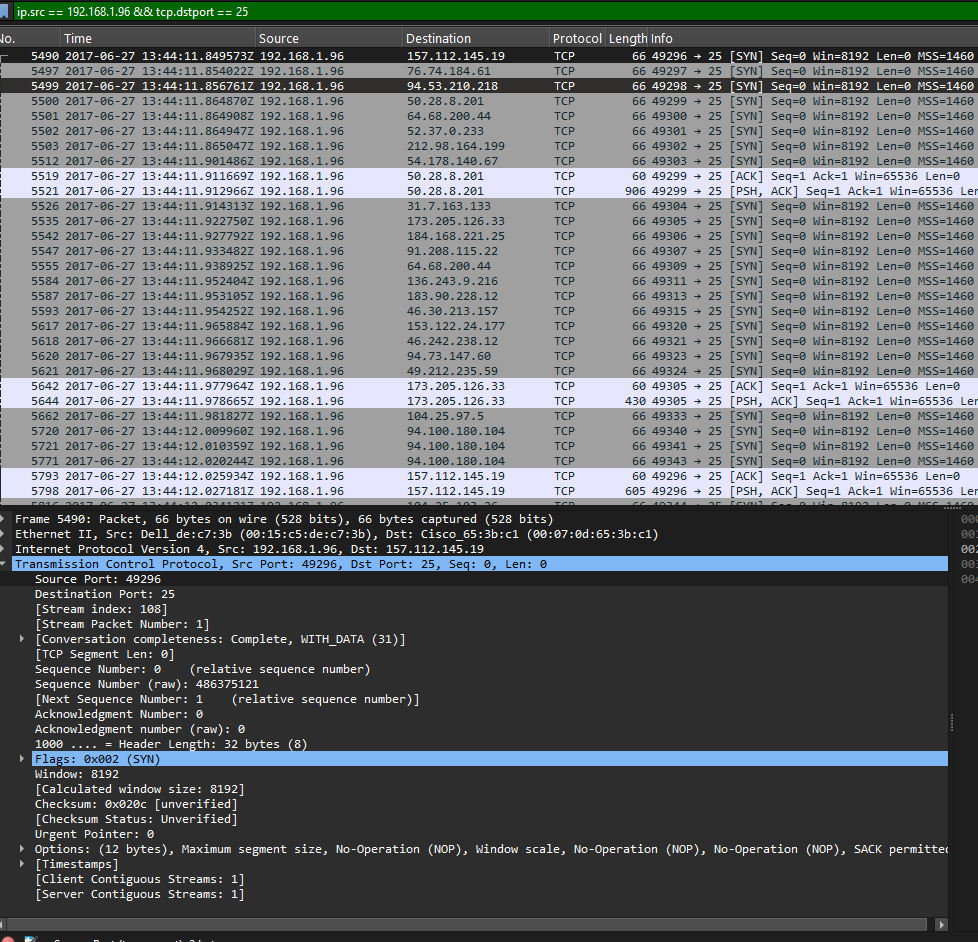 ip.src == 192.168.1.96 && tcp.dstport == 25
No. Time Source Destination Protocol Length Info
5490 2017-06-27 13:44:11.849573Z 192.168.1.96 157.112.145.19 TCP 66 49296 → 25 [SYN] Seq=0 Win=8192 Len=0 MSS=1460
5497 2017-06-27 13:44:11.854022Z 192.168.1.96 76.74.184.61 TCP 66 49297 → 25 [SYN] Seq=0 Win=8192 Len=0 MSS=1460
5499 2017-06-27 13:44:11.856761Z 192.168.1.96 94.53.210.218 TCP 66 49298 → 25 [SYN] Seq=0 Win=8192 Len=0 MSS=1460
5500 2017-06-27 13:44:11.864870Z 192.168.1.96 50.28.8.201 TCP 66 49299 → 25 [SYN] Seq=0 Win=8192 Len=0 MSS=1460
5501 2017-06-27 13:44:11.864908Z 192.168.1.96 64.68.200.44 TCP 66 49300 → 25 [SYN] Seq=0 Win=8192 Len=0 MSS=1460
5502 2017-06-27 13:44:11.864947Z 192.168.1.96 52.37.0.233 TCP 66 49301 → 25 [SYN] Seq=0 Win=8192 Len=0 MSS=1460
5503 2017-06-27 13:44:11.865047Z 192.168.1.96 212.98.164.199 TCP 66 49302 → 25 [SYN] Seq=0 Win=8192 Len=0 MSS=1460
5512 2017-06-27 13:44:11.901486Z 192.168.1.96 54.178.140.67 TCP 66 49303 → 25 [SYN] Seq=0 Win=8192 Len=0 MSS=1460
5519 2017-06-27 13:44:11.911669Z 192.168.1.96 50.28.8.201 TCP 60 49299 → 25 [ACK] Seq=1 Ack=1 Win=65536 Len=0
5521 2017-06-27 13:44:11.912966Z 192.168.1.96 50.28.8.201 TCP 906 49299 → 25 [PSH, ACK] Seq=1 Ack=1 Win=65536 Len
5526 2017-06-27 13:44:11.914313Z 192.168.1.96 31.7.163.133 TCP 66 49304 → 25 [SYN] Seq=0 Win=8192 Len=0 MSS=1460
5535 2017-06-27 13:44:11.922750Z 192.168.1.96 173.205.126.33 TCP 66 49305 → 25 [SYN] Seq=0 Win=8192 Len=0 MSS=1460
5542 2017-06-27 13:44:11.927792Z 192.168.1.96 184.168.221.25 TCP 66 49306 → 25 [SYN] Seq=0 Win=8192 Len=0 MSS=1460
5547 2017-06-27 13:44:11.933482Z 192.168.1.96 91.208.115.22 TCP 66 49307 → 25 [SYN] Seq=0 Win=8192 Len=0 MSS=1460
5555 2017-06-27 13:44:11.938925Z 192.168.1.96 64.68.200.44 TCP 66 49309 → 25 [SYN] Seq=0 Win=8192 Len=0 MSS=1460
5584 2017-06-27 13:44:11.952404Z 192.168.1.96 136.243.9.216 TCP 66 49311 → 25 [SYN] Seq=0 Win=8192 Len=0 MSS=1460
5587 2017-06-27 13:44:11.953105Z 192.168.1.96 183.90.228.12 TCP 66 49313 → 25 [SYN] Seq=0 Win=8192 Len=0 MSS=1460
5593 2017-06-27 13:44:11.954252Z 192.168.1.96 46.30.213.157 TCP 66 49315 → 25 [SYN] Seq=0 Win=8192 Len=0 MSS=1460
5617 2017-06-27 13:44:11.965884Z 192.168.1.96 153.122.24.177 TCP 66 49320 → 25 [SYN] Seq=0 Win=8192 Len=0 MSS=1460
5618 2017-06-27 13:44:11.966681Z 192.168.1.96 46.242.238.12 TCP 66 49321 → 25 [SYN] Seq=0 Win=8192 Len=0 MSS=1460
5620 2017-06-27 13:44:11.967935Z 192.168.1.96 94.73.147.60 TCP 66 49323 → 25 [SYN] Seq=0 Win=8192 Len=0 MSS=1460
5621 2017-06-27 13:44:11.968029Z 192.168.1.96 49.212.235.59 TCP 66 49324 → 25 [SYN] Seq=0 Win=8192 Len=0 MSS=1460
5642 2017-06-27 13:44:11.977964Z 192.168.1.96 173.205.126.33 TCP 60 49305 → 25 [ACK] Seq=1 Ack=1 Win=65536 Len=0
5644 2017-06-27 13:44:11.978665Z 192.168.1.96 173.205.126.33 TCP 430 49305 → 25 [PSH, ACK] Seq=1 Ack=1 Win=65536 Len
5662 2017-06-27 13:44:11.981827Z 192.168.1.96 104.25.97.5 TCP 66 49333 → 25 [SYN] Seq=0 Win=8192 Len=0 MSS=1460
5720 2017-06-27 13:44:12.009960Z 192.168.1.96 94.100.180.104 TCP 66 49340 → 25 [SYN] Seq=0 Win=8192 Len=0 MSS=1460
5721 2017-06-27 13:44:12.010359Z 192.168.1.96 94.100.180.104 TCP 66 49341 → 25 [SYN] Seq=0 Win=8192 Len=0 MSS=1460
5771 2017-06-27 13:44:12.020244Z 192.168.1.96 94.100.180.104 TCP 66 49343 → 25 [SYN] Seq=0 Win=8192 Len=0 MSS=1460
5793 2017-06-27 13:44:12.025934Z 192.168.1.96 157.112.145.19 TCP 60 49296 → 25 [ACK] Seq=1 Ack=1 Win=65536 Len=0
5798 2017-06-27 13:44:12.027181Z 192.168.1.96 157.112.145.19 TCP 605 49296 → 25 [PSH, ACK] Seq=1 Ack=1 Win=65536 Len
Frame 5490: Packet, 66 bytes on wire (528 bits), 66 bytes captured (528 bits)
Ethernet II, Src: Dell_de:c7:3b (00:15:c5:de:c7:3b), Dst: Cisco_65:3b:c1 (00:07:0d:65:3b:c1)
Internet Protocol Version 4, Src: 192.168.1.96, Dst: 157.112.145.19
Transmission Control Protocol, Src Port: 49296, Dst Port: 25, Seq: 0, Len: 0
Source Port: 49296
Destination Port: 25
[Stream index: 108]
[Stream Packet Number: 1]
[Conversation completeness: Complete, WITH_DATA (31)]
[TCP Segment Len: 0]
Sequence Number: 0 (relative sequence number)
Sequence Number (raw): 486375121
[Next Sequence Number: 1 (relative sequence number)]
Acknowledgment Number: 0
Acknowledgment number (raw): 0
1000 .... = Header Length: 32 bytes (8)
Flags: 0x002 (SYN)
Window: 8192
[Calculated window size: 8192]
Checksum: 0x020c [unverified]
[Checksum Status: Unverified]
Urgent Pointer: 0
Options: (12 bytes), Maximum segment size, No-Operation (NOP), Window scale, No-Operation (NOP), No-Operation (NOP), SACK permitted
[Timestamps]
[Client Contiguous Streams: 1]
[Server Contiguous Streams: 1]